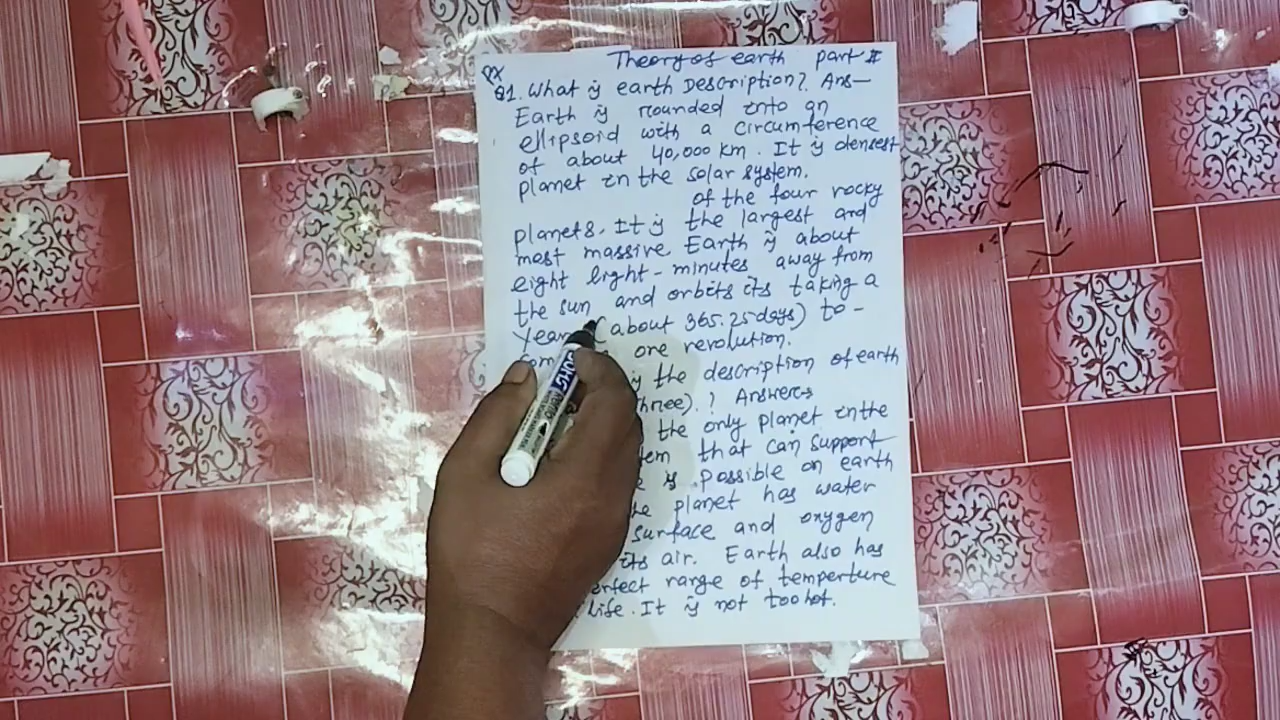 Theory of earth part II
Q1. What is earth Description? Ans—
Earth is rounded into an
ellipsoid with a circumference
of about 40,000 km. It is densest
planet in the solar system.
of the four rocky
planets. It is the largest and
most massive Earth is about
eight light-minutes away from
the sun and orbits its taking a
year (about 365.25 days) to-
one revolution.
is the description of earth
three).? Answer→
the only planet in the
that can support
is possible on earth
planet has water
surface and oxygen
its air. Earth also has
range of temperture
life. It is not too hot.